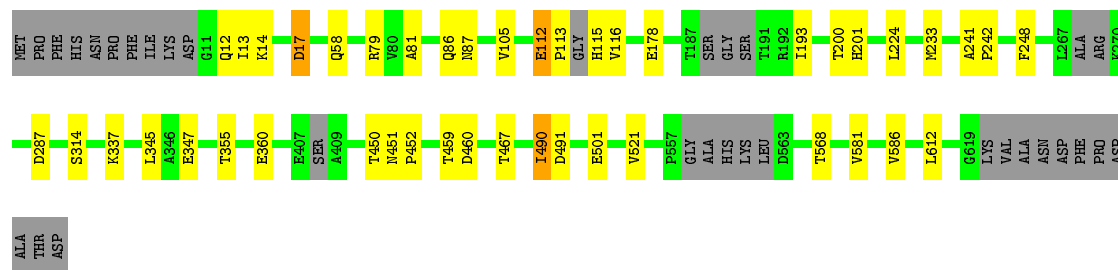 MET PRO PHE HIS ASN PRO PHE ILE LYS ASP G11 Q12 I13 K14 D17 Q58 R79 V80 A81 Q86 N87 V105 E112 P113 GLY H115 V116 E178 T187 SER GLY SER T191 R192 I193 T200 H201 L224 M233 A241 P242 F248 L267 ALA ARG K270
D287 S314 K337 L345 A346 E347 T355 E360 E407 SER A409 T450 N451 P452 T459 D460 T467 I490 D491 E501 V521 P557 GLY ALA HIS LYS LEU D563 T568 V581 V586 L612 G619 LYS VAL ALA ASN ASP PHE PRO ASP
ALA THR ASP